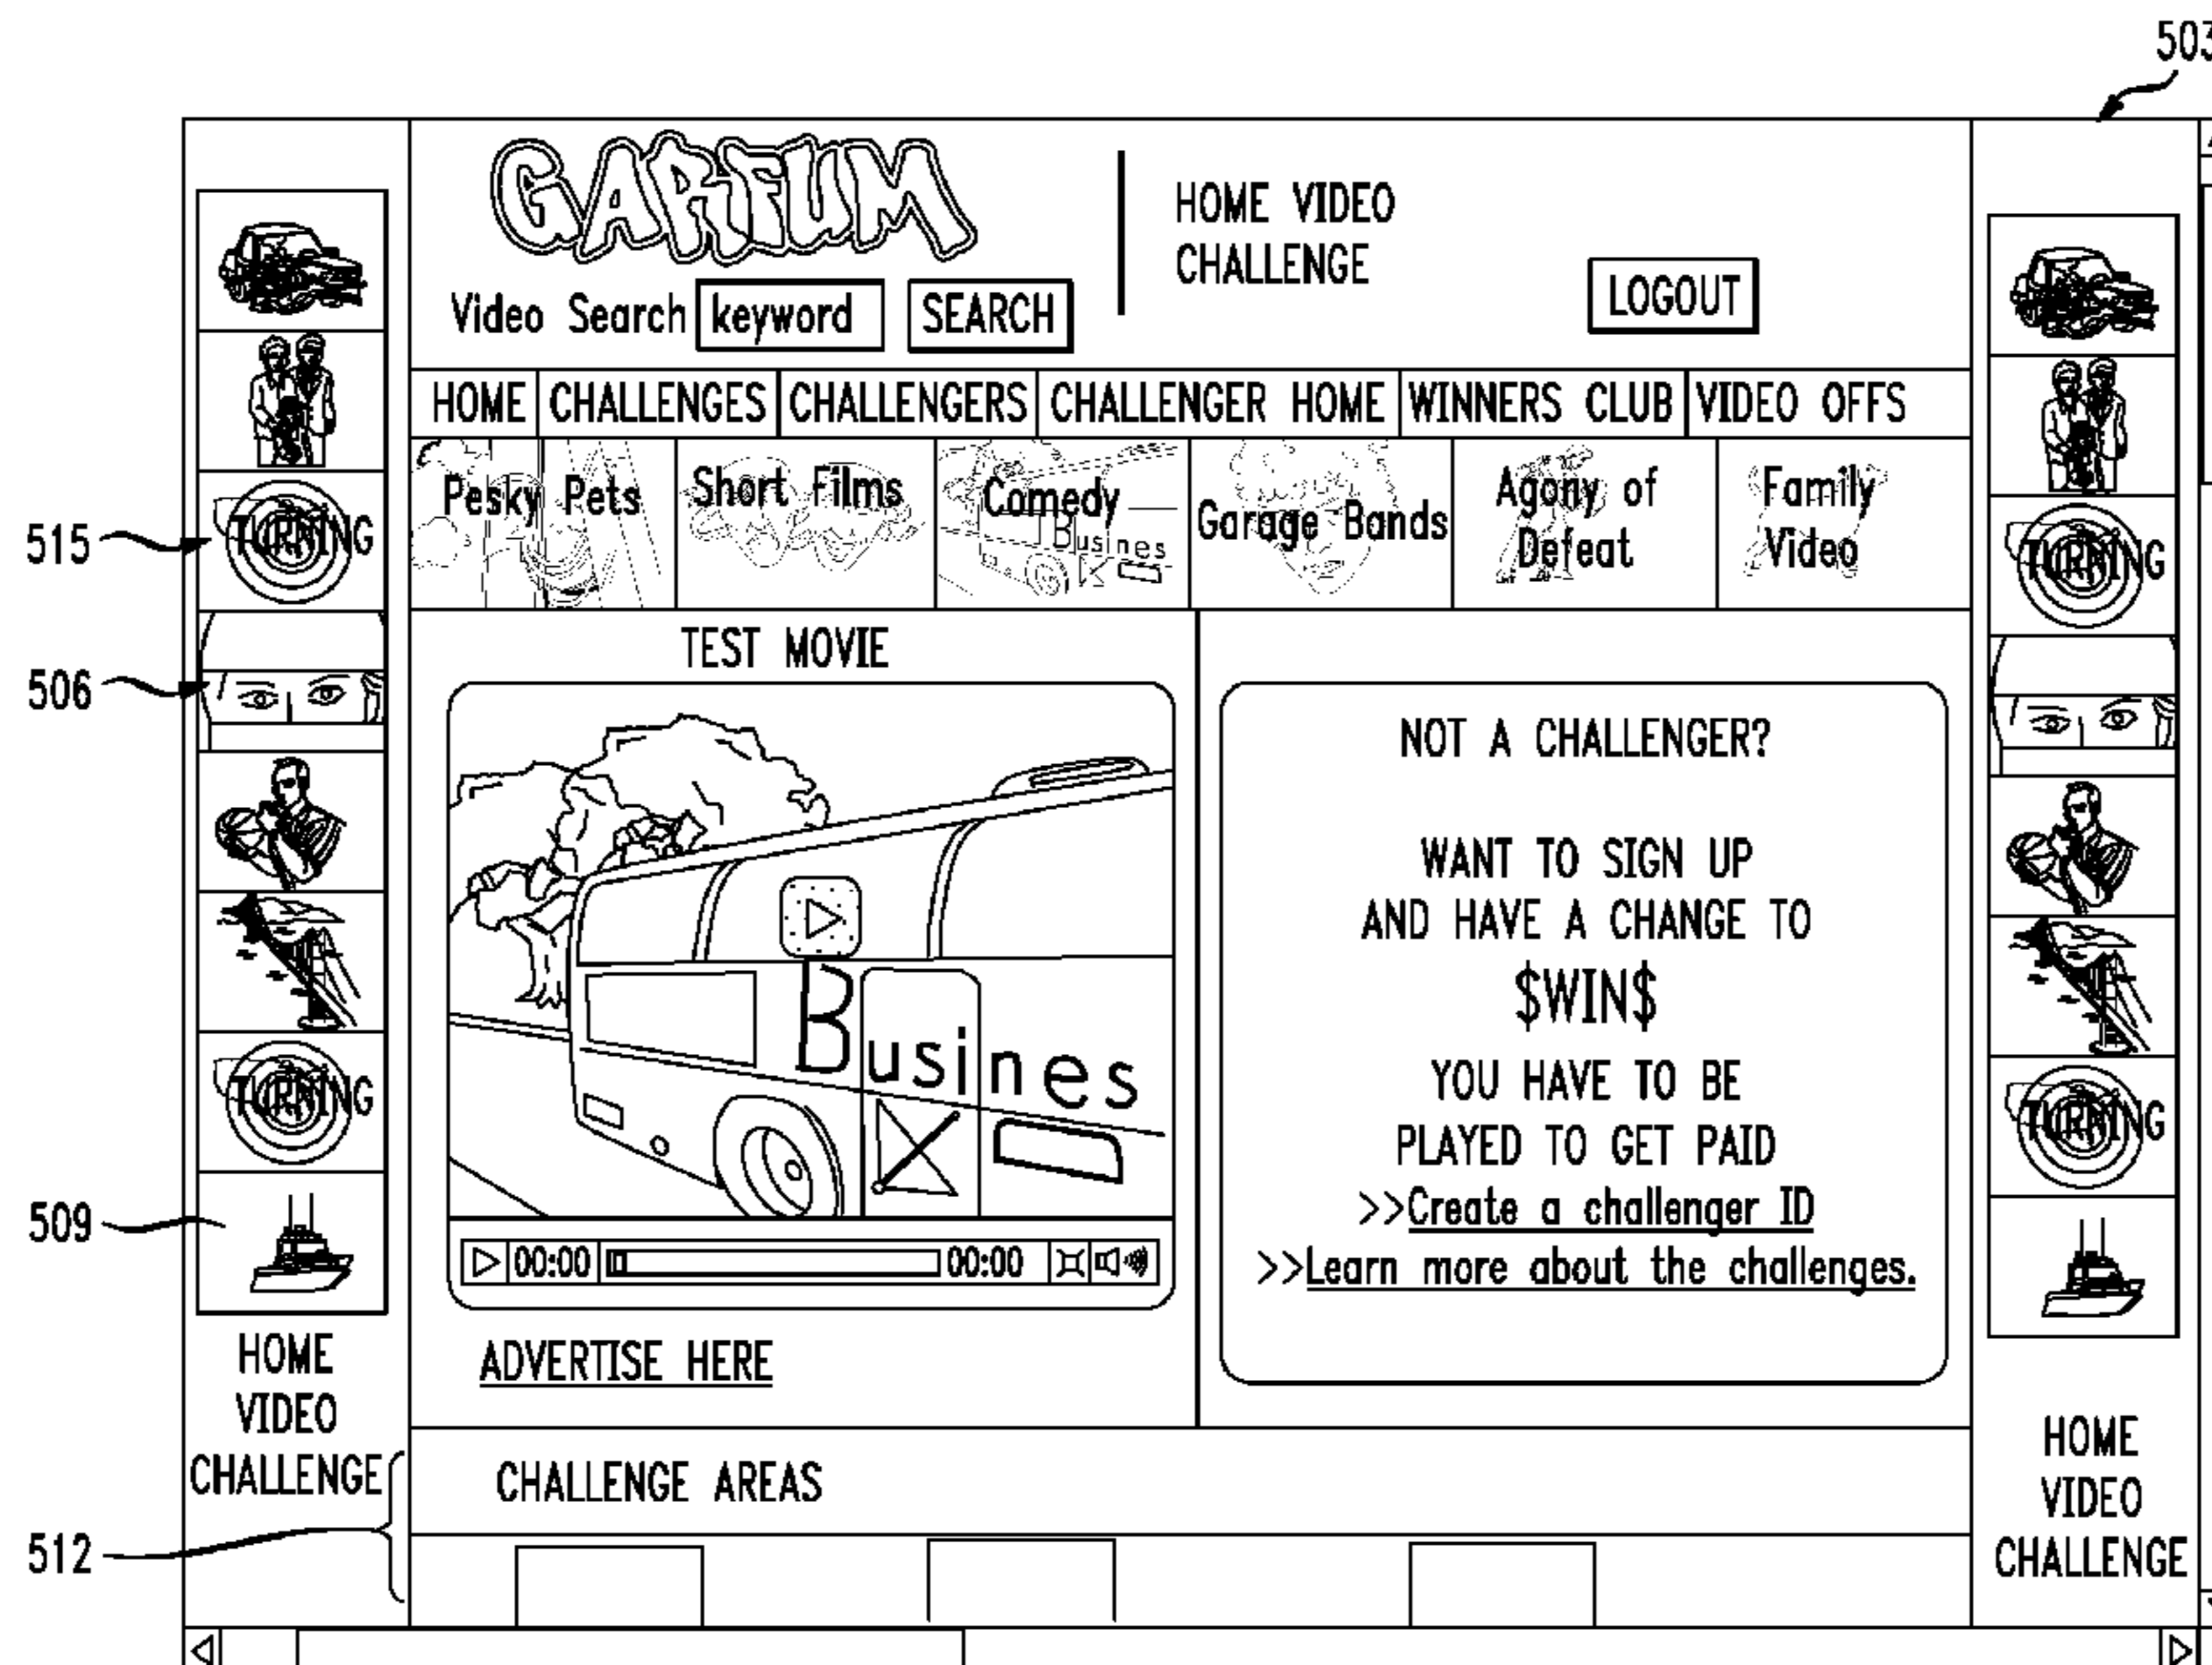 503
GARFUM
HOME VIDEO
CHALLENGE
Video Search keyword SEARCH
LOGOUT
HOME CHALLENGES CHALLENGERS CHALLENGER HOME WINNERS CLUB VIDEO OFFS
Pesky Pets Short Films Comedy Garage Bands Agony of Defeat Family Video
Busines
515
TURNING
TURNING
506
TEST MOVIE
Busines
00:00 00:00
ADVERTISE HERE
NOT A CHALLENGER?
WANT TO SIGN UP
AND HAVE A CHANGE TO
$WIN$
YOU HAVE TO BE
PLAYED TO GET PAID
>>Create a challenger ID
>>Learn more about the challenges.
TURNING
TURNING
509
HOME
VIDEO
CHALLENGE
CHALLENGE AREAS
HOME
VIDEO
CHALLENGE
512